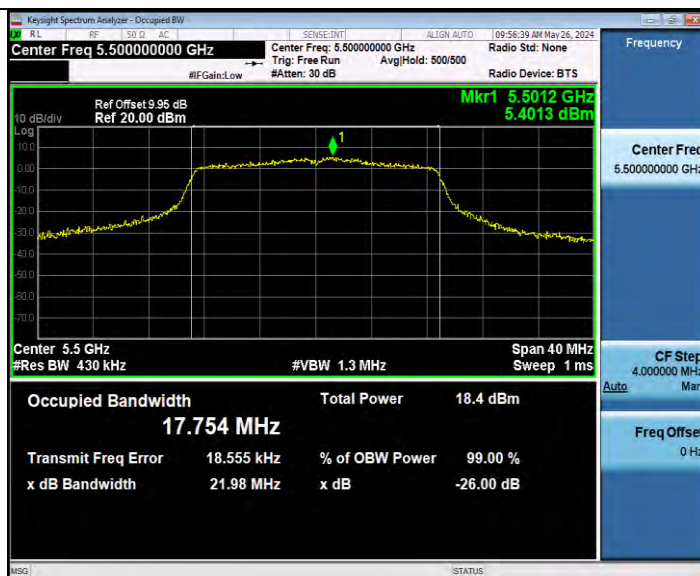 Keysight Spectrum Analyzer - Occupied BW
RL RF 50 Ω AC SENSE:INT ALIGN AUTO 09:56:39 AM May 26, 2024
Center Freq 5.500000000 GHz
Center Freq: 5.500000000 GHz
Radio Std: None
Trig: Free Run Avg|Hold: 500/500
#IFGain:Low
#Atten: 30 dB
Radio Device: BTS
Frequency
Ref Offset 9.95 dB
10 dB/div Ref 20.00 dBm
Mkr1 5.5012 GHz
5.4013 dBm
Log
10.0
0.00
-10.0
-20.0
-30.0
-40.0
-50.0
-60.0
-70.0
1
Center 5.5 GHz
Span 40 MHz
#Res BW 430 kHz
#VBW 1.3 MHz
Sweep 1 ms
Occupied Bandwidth
17.754 MHz
Total Power 18.4 dBm
Transmit Freq Error 18.555 kHz
% of OBW Power 99.00 %
x dB Bandwidth 21.98 MHz
x dB -26.00 dB
Center Freq
5.500000000 GHz
CF Step
4.000000 MHz
Auto Man
Freq Offset
0 Hz
MSG STATUS